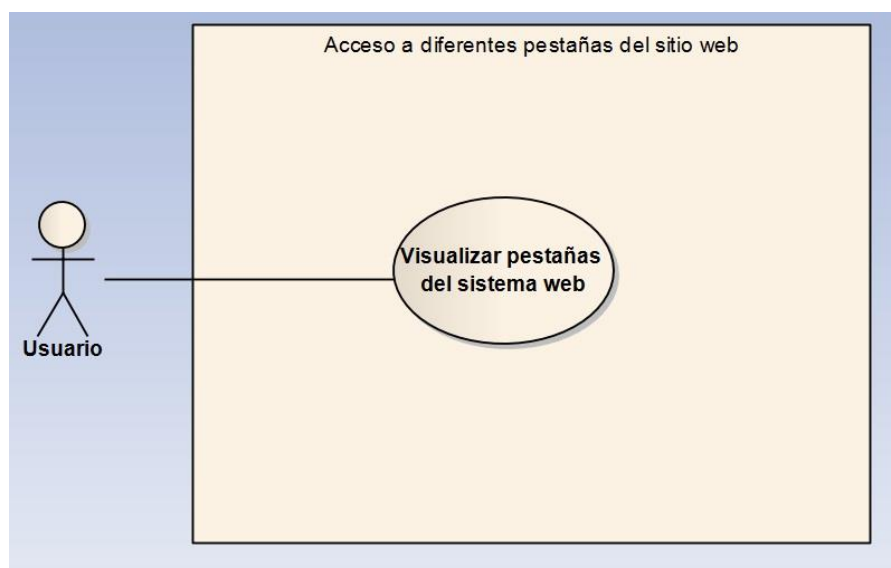 Acceso a diferentes pestañas del sitio web
Visualizar pestañas
del sistema web
Usuario